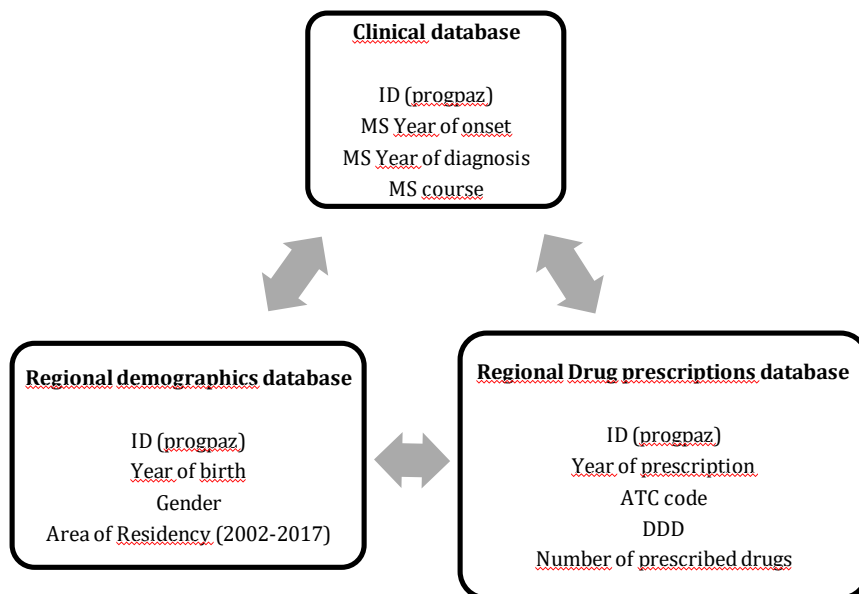 Clinical database
ID (progpaz)
MS Year of onset
MS Year of diagnosis
MS course
Regional demographics database
ID (progpaz)
Year of birth
Gender
Area of Residency (2002-2017)
Regional Drug prescriptions database
ID (progpaz)
Year of prescription
ATC code
DDD
Number of prescribed drugs